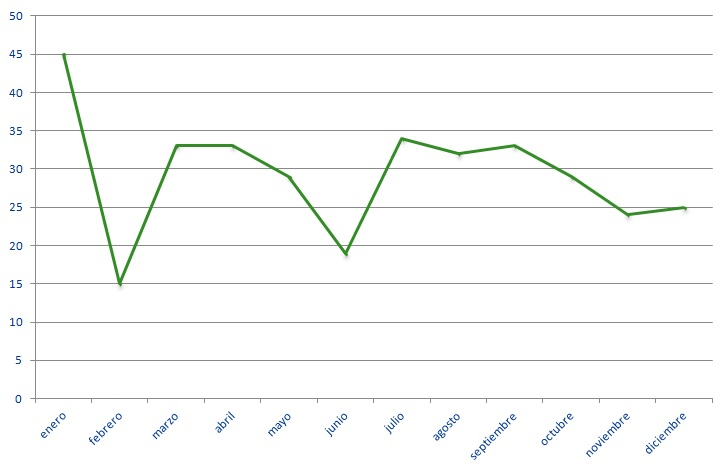 50
45
40
35
30
25
20
15
10
5
0
enero
febrero
marzo
abril
mayo
junio
julio
agosto
septiembre
octubre
noviembre
diciembre